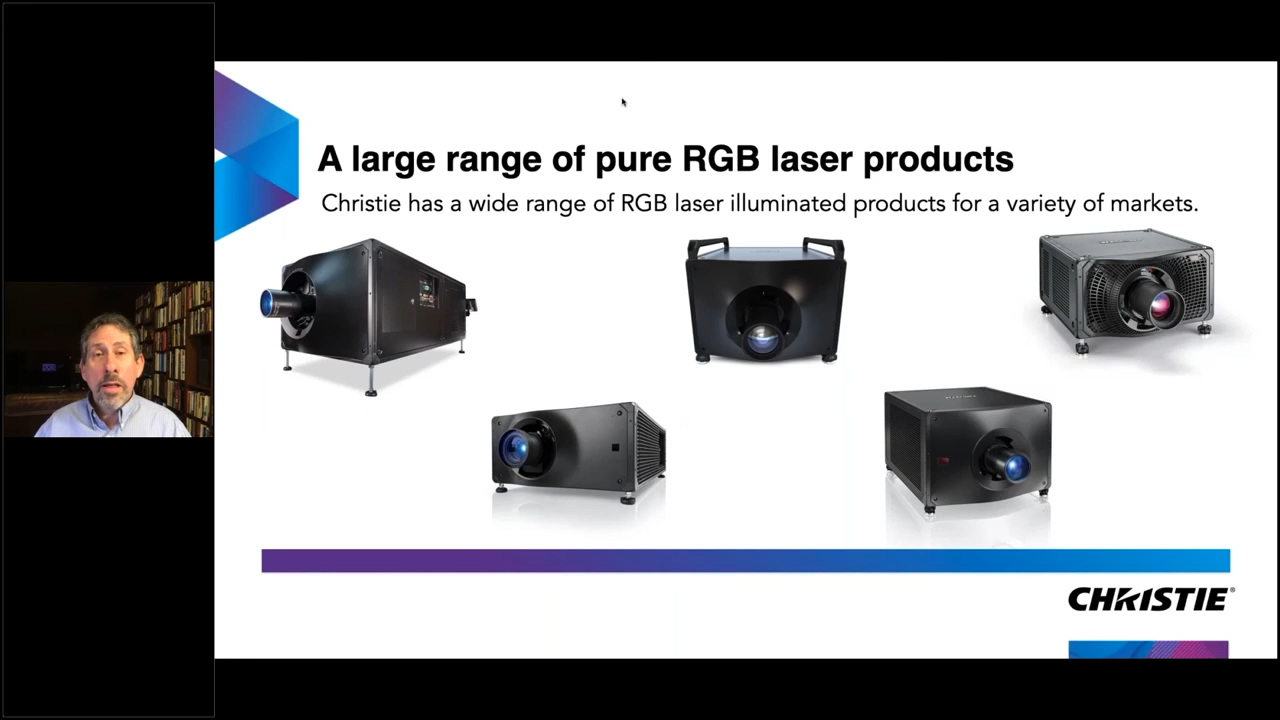 A large range of pure RGB laser products
Christie has a wide range of RGB laser illuminated products for a variety of markets.
CHRISTIE®